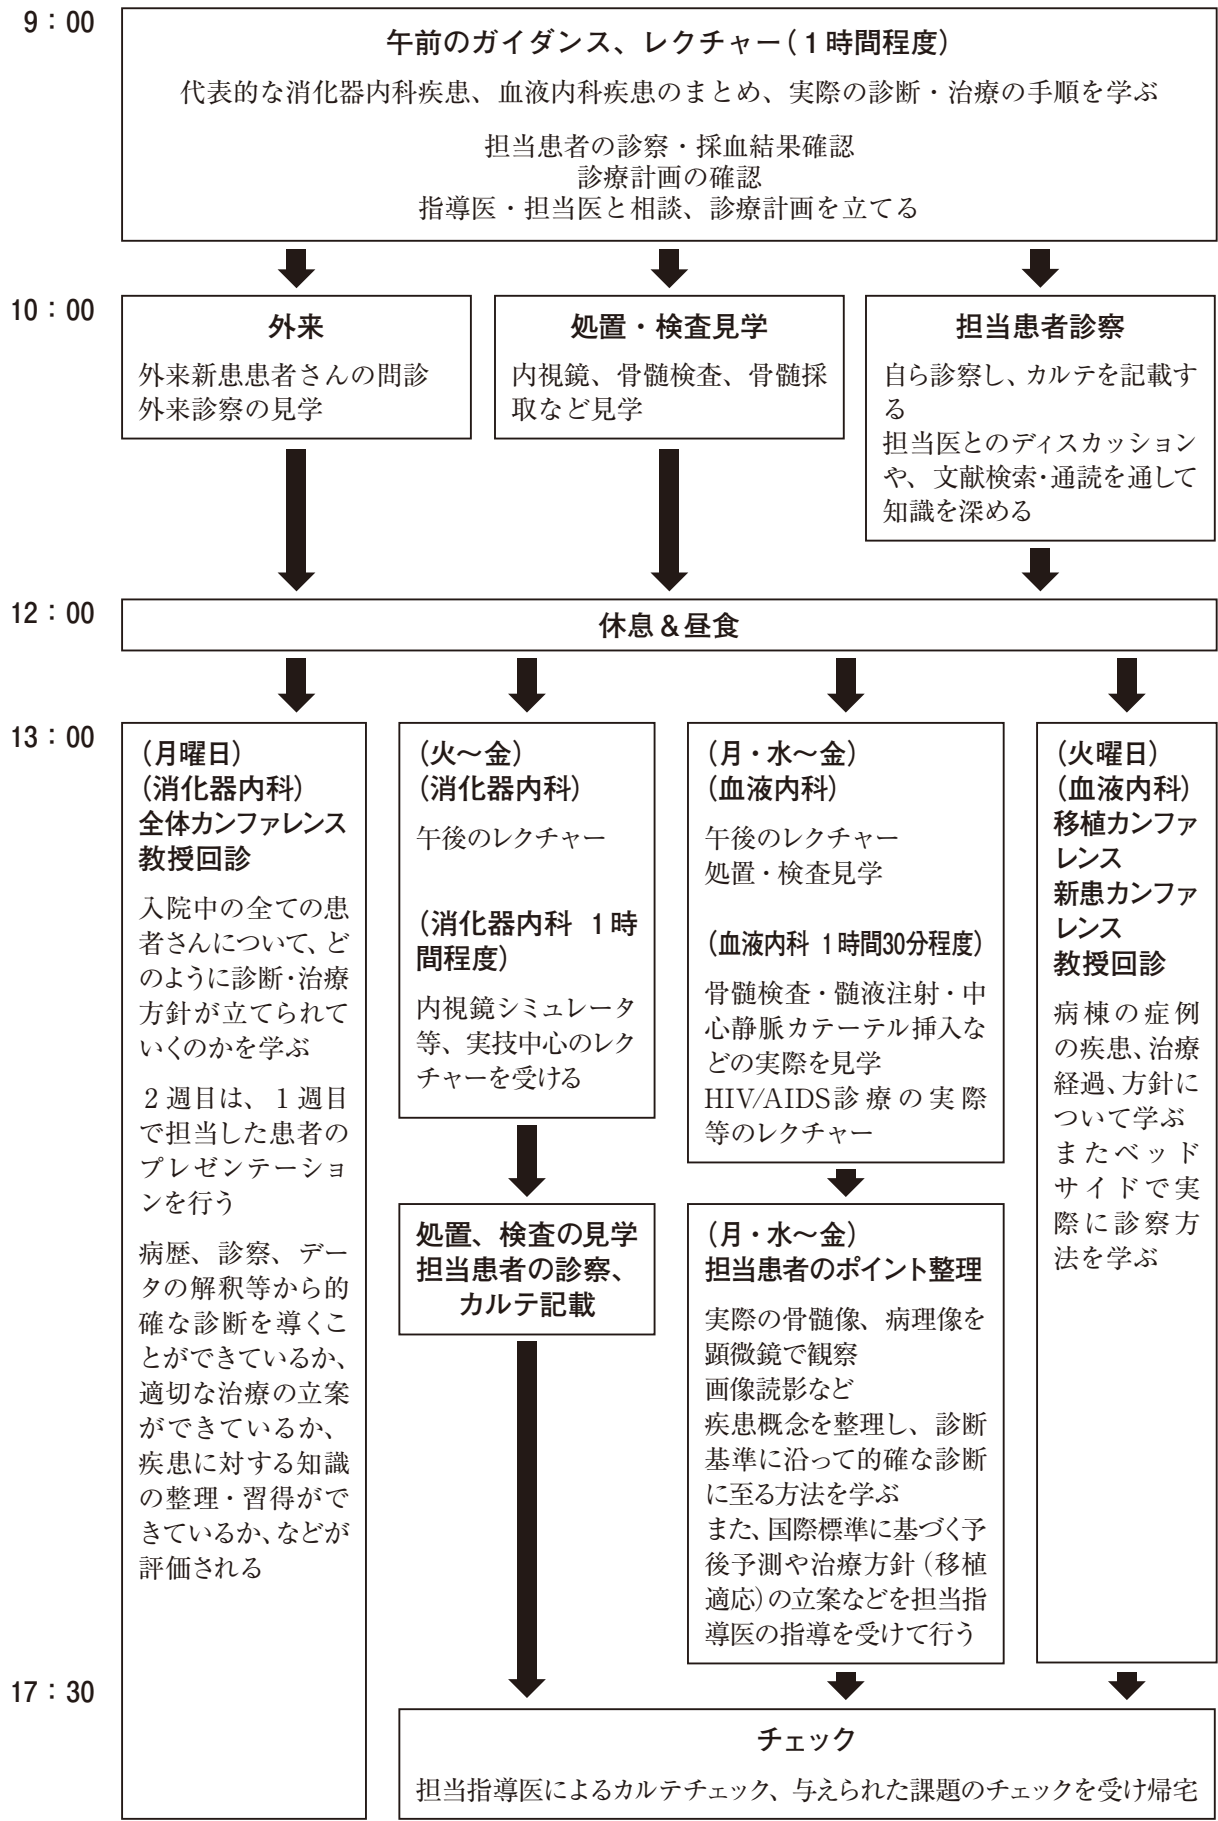 9：00
午前のガイダンス、レクチャー（１時間程度）
代表的な消化器内科疾患、血液内科疾患のまとめ、実際の診断・治療の手順を学ぶ
担当患者の診察・採血結果確認
診療計画の確認
指導医・担当医と相談、診療計画を立てる
10：00
外来
外来新患患者さんの問診
外来診察の見学
処置・検査見学
内視鏡、骨髄検査、骨髄採
取など見学
担当患者診察
自ら診察し、カルテを記載す
る
担当医とのディスカッション
や、文献検索・通読を通して
知識を深める
12：00
休息＆昼食
13：00
（月曜日）
（消化器内科）
全体カンファレンス
教授回診
入院中の全ての患
者さんについて、ど
のように診断・治療
方針が立てられて
いくのかを学ぶ
２週目は、１週目
で担当した患者の
プレゼンテーショ
ンを行う
病歴、診察、デー
タの解釈等から的
確な診断を導くこ
とができているか、
適切な治療の立案
ができているか、
疾患に対する知識
の整理・習得がで
きているか、などが
評価される
（火～金）
（消化器内科）
午後のレクチャー
（消化器内科 １時
間程度）
内視鏡シミュレータ
等、実技中心のレク
チャーを受ける
処置、検査の見学
担当患者の診察、
カルテ記載
（月・水～金）
（血液内科）
午後のレクチャー
処置・検査見学
（血液内科 １時間30分程度）
骨髄検査・髄液注射・中
心静脈カテーテル挿入な
どの実際を見学
HIV/AIDS診療の実際
等のレクチャー
（月・水～金）
担当患者のポイント整理
実際の骨髄像、病理像を
顕微鏡で観察
画像読影など
疾患概念を整理し、診断
基準に沿って的確な診断
に至る方法を学ぶ
また、国際標準に基づく予
後予測や治療方針（移植
適応）の立案などを担当指
導医の指導を受けて行う
（火曜日）
（血液内科）
移植カンファ
レンス
新患カンファ
レンス
教授回診
病棟の症例
の疾患、治療
経過、方針に
ついて学ぶ
またベッド
サイドで実
際に診察方
法を学ぶ
17：30
チェック
担当指導医によるカルテチェック、与えられた課題のチェックを受け帰宅